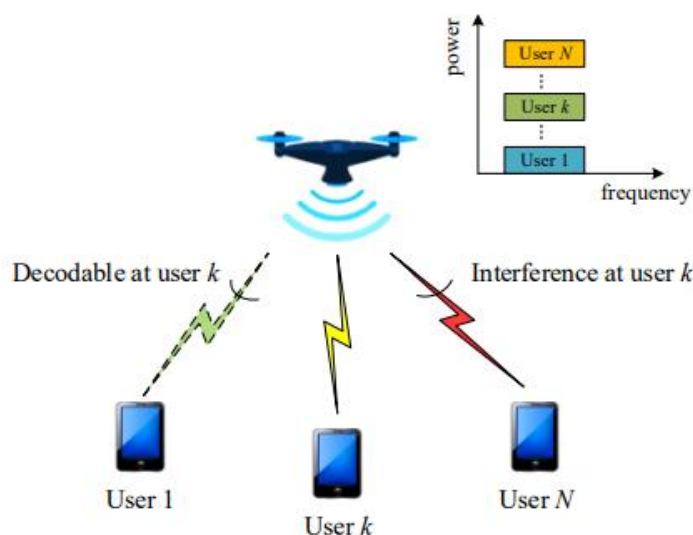 power
User N
User k
User 1
frequency
Decodable at user k
Interference at user k
User 1
User k
User N